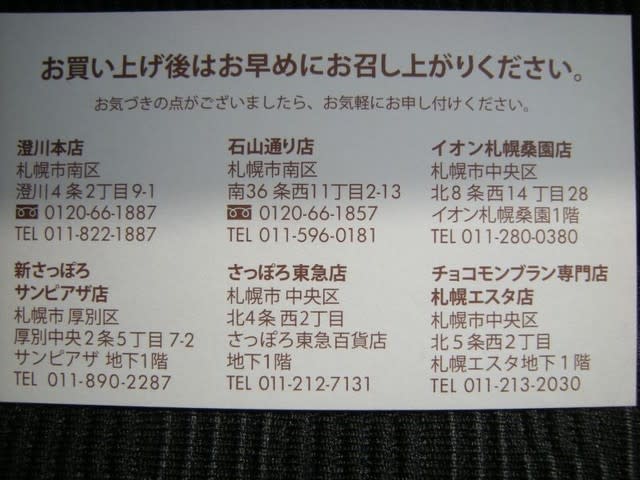 お買い上げ後はお早めにお召し上がりください。
お気づきの点がございましたら、お気軽にお申し付けください。
澄川本店
札幌市南区
澄川4条2丁目9-1
0120-66-1887
TEL 011-822-1887
石山通り店
札幌市南区
南36条西11丁目2-13
0120-66-1857
TEL 011-596-0181
イオン札幌桑園店
札幌市中央区
北8条西14丁目28
イオン札幌桑園1階
TEL 011-280-0380
新さっぽろ
サンピアザ店
札幌市厚別区
厚別中央2条5丁目7-2
サンピアザ 地下1階
TEL 011-890-2287
さっぽろ東急店
札幌市中央区
北4条西2丁目
さっぽろ東急百貨店
地下1階
TEL 011-212-7131
チョコモンブラン専門店
札幌エスタ店
札幌市中央区
北5条西2丁目
札幌エスタ地下1階
TEL 011-213-2030